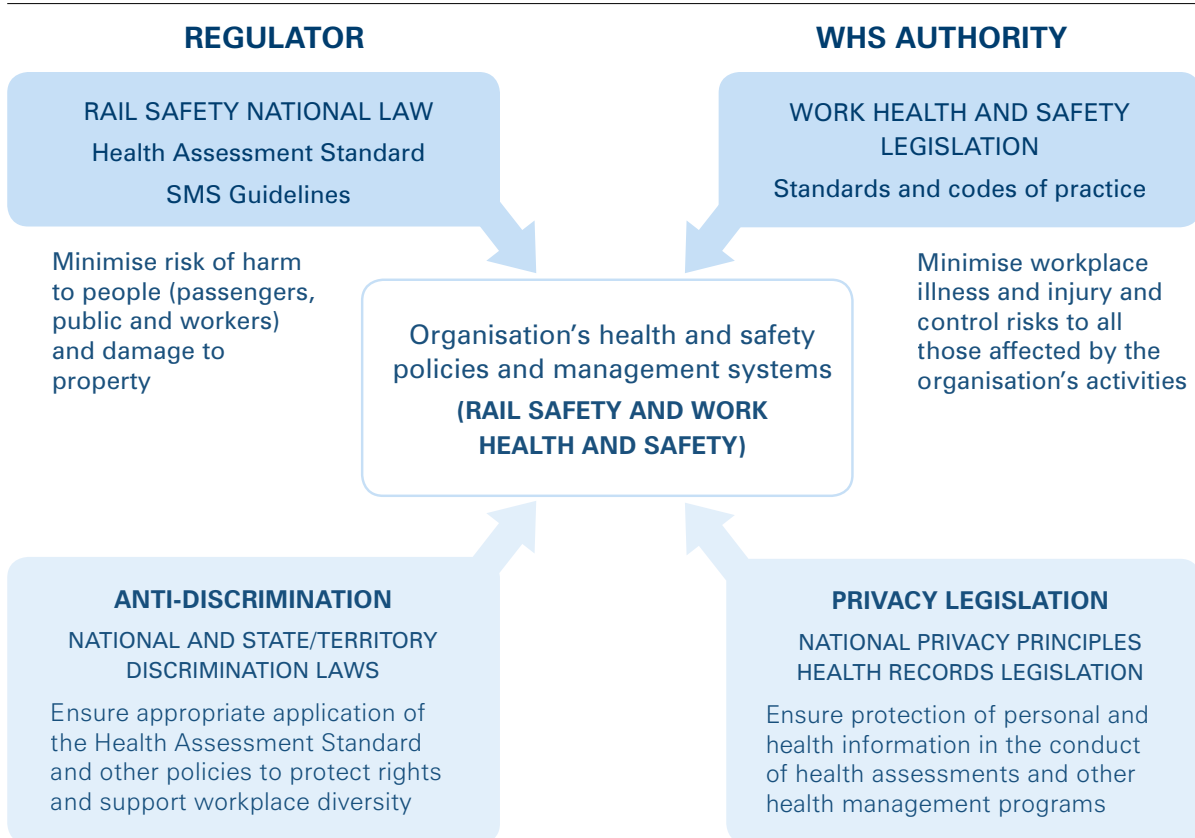 REGULATOR
RAIL SAFETY NATIONAL LAW
Health Assessment Standard
SMS Guidelines
Minimise risk of harm
to people (passengers,
public and workers)
and damage to
property
WHS AUTHORITY
WORK HEALTH AND SAFETY
LEGISLATION
Standards and codes of practice
Minimise workplace
illness and injury and
control risks to all
those affected by the
organisation’s activities
Organisation’s health and safety
policies and management systems
(RAIL SAFETY AND WORK
HEALTH AND SAFETY)
ANTI-DISCRIMINATION
NATIONAL AND STATE/TERRITORY
DISCRIMINATION LAWS
Ensure appropriate application of
the Health Assessment Standard
and other policies to protect rights
and support workplace diversity
PRIVACY LEGISLATION
NATIONAL PRIVACY PRINCIPLES
HEALTH RECORDS LEGISLATION
Ensure protection of personal and
health information in the conduct
of health assessments and other
health management programs